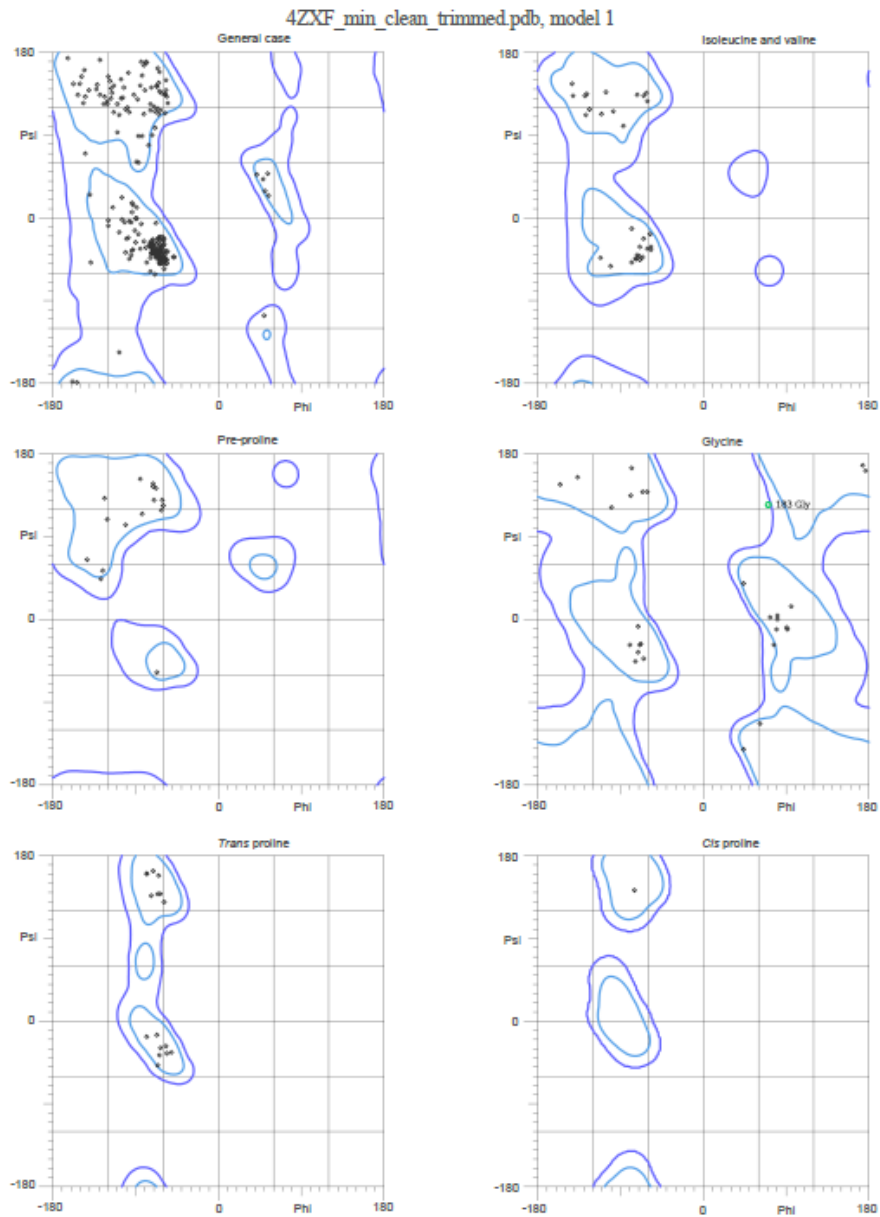 4ZXF_min_clean_trimmed.pdb, model 1
General case
Isoleucine and valine
180
180
Psi
Psi
0
0
-180
-180
-180
0
Phi
180
-180
0
Phi
180
Pre-proline
Glycine
180
180
183 Gly
Psi
Psi
0
0
-180
-180
-180
0
Phi
180
-180
0
Phi
180
Trans proline
Cis proline
180
180
Psi
Psi
0
0
-180
-180
-180
0
Phi
180
-180
0
Phi
180